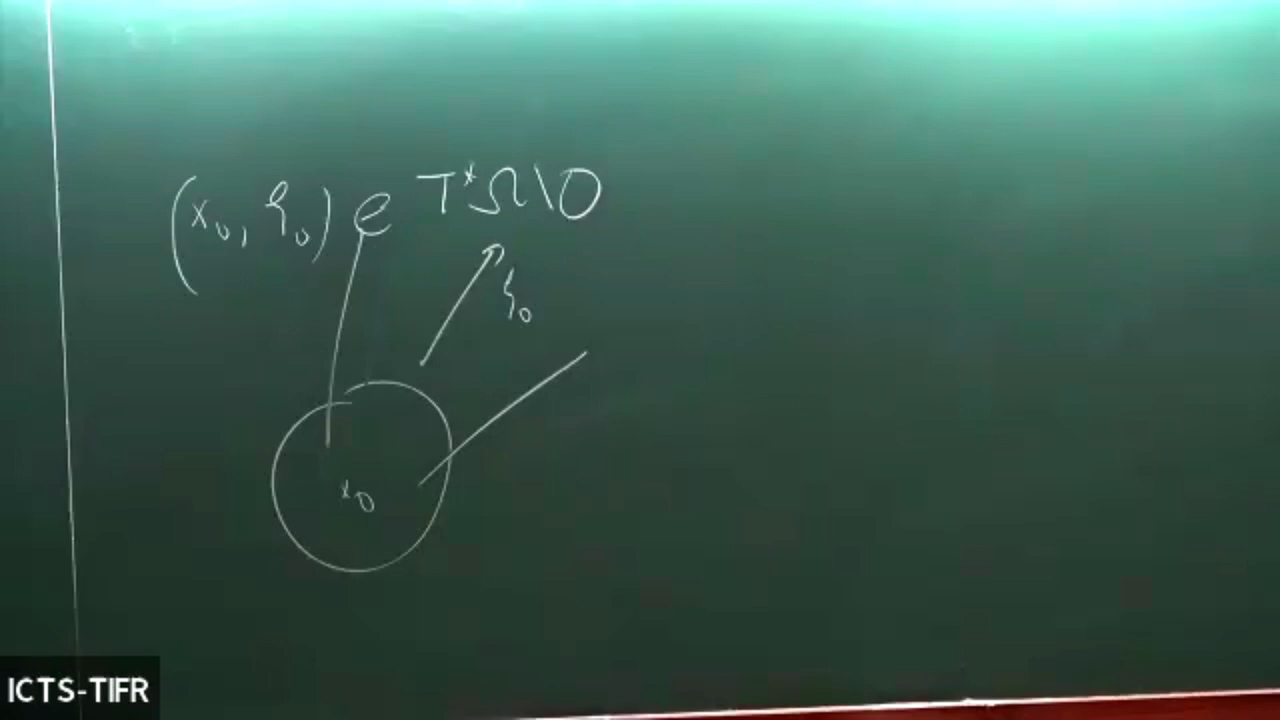 (x₀, ξ₀) ∈ T*Ω\0
ξ₀
x₀
ICTS-TIFR